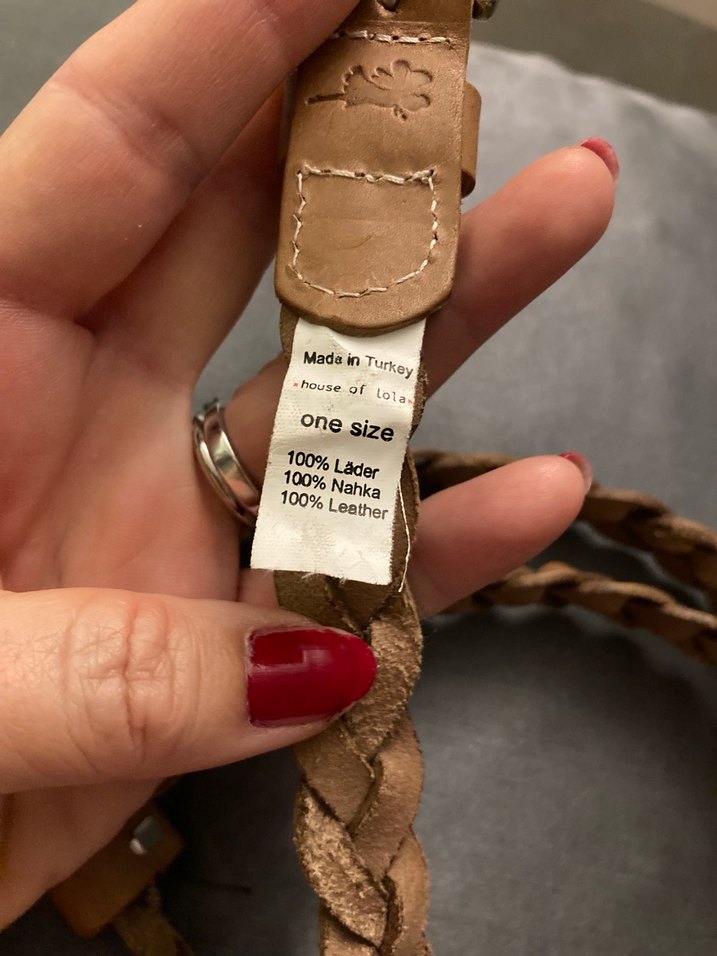 Made in Turkey
*house of lola*
one size
100% Läder
100% Nahka
100% Leather